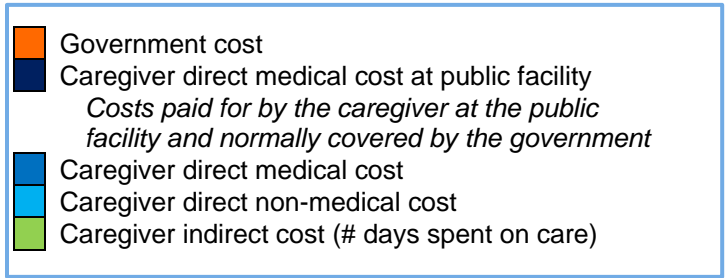 Government cost
Caregiver direct medical cost at public facility
Costs paid for by the caregiver at the public
facility and normally covered by the government
Caregiver direct medical cost
Caregiver direct non-medical cost
Caregiver indirect cost (# days spent on care)